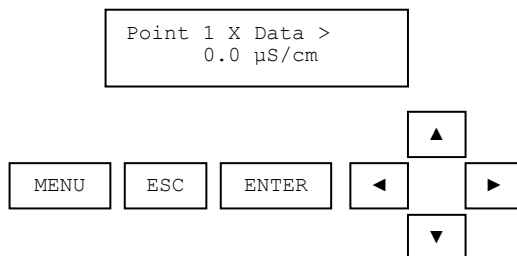 Point 1 X Data >
0.0 µS/cm
▲
MENU ESC ENTER ◄ ►
▼